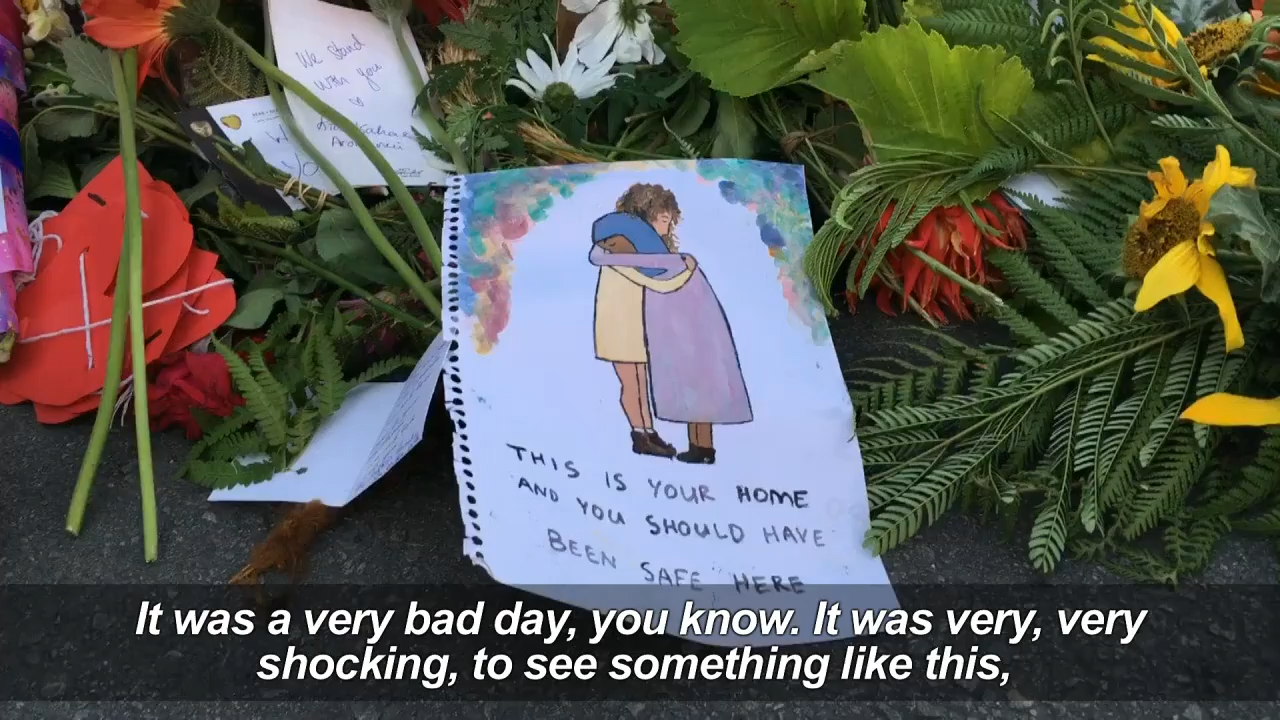 We stand
with you
THIS IS YOUR HOME
AND YOU SHOULD HAVE
BEEN SAFE HERE
It was a very bad day, you know. It was very, very
shocking, to see something like this,